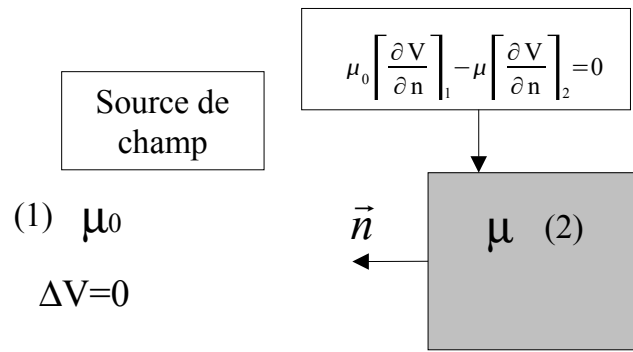 μ₀[∂V/∂n]₁−μ[∂V/∂n]₂=0
Source de
champ
(1) μ₀
n⃗
μ (2)
ΔV=0